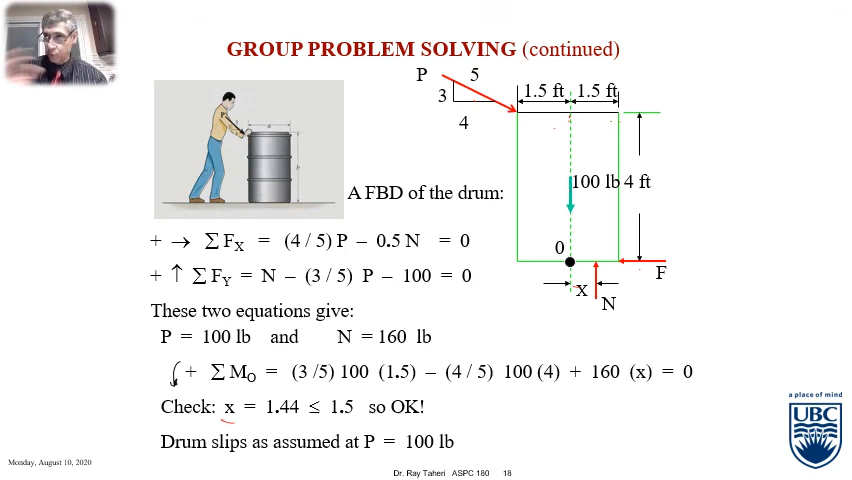 GROUP PROBLEM SOLVING (continued)
P
5
3
4
1.5 ft
1.5 ft
100 lb
4 ft
0
F
x
N
a
b
A FBD of the drum:
+ → ∑ FX = (4 / 5) P – 0.5 N = 0
+ ↑ ∑ FY = N – (3 / 5) P – 100 = 0
These two equations give:
P = 100 lb and N = 160 lb
+ ∑ MO = (3 /5) 100 (1.5) – (4 / 5) 100 (4) + 160 (x) = 0
Check: x = 1.44 ≤ 1.5 so OK!
Drum slips as assumed at P = 100 lb
a place of mind
UBC
Monday, August 10, 2020
Dr. Ray Taheri ASPC 180 18